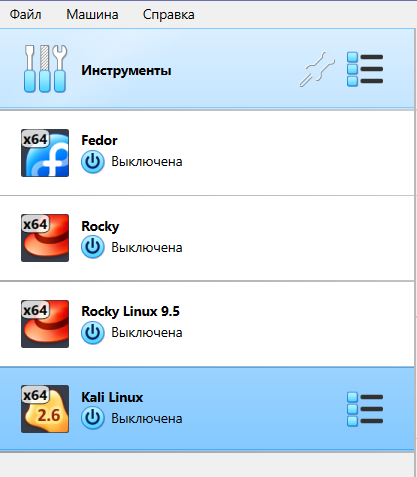 Файл Машина Справка
Инструменты
x64
Fedor
Выключена
x64
Rocky
Выключена
x64
Rocky Linux 9.5
Выключена
x64
Kali Linux
2.6
Выключена